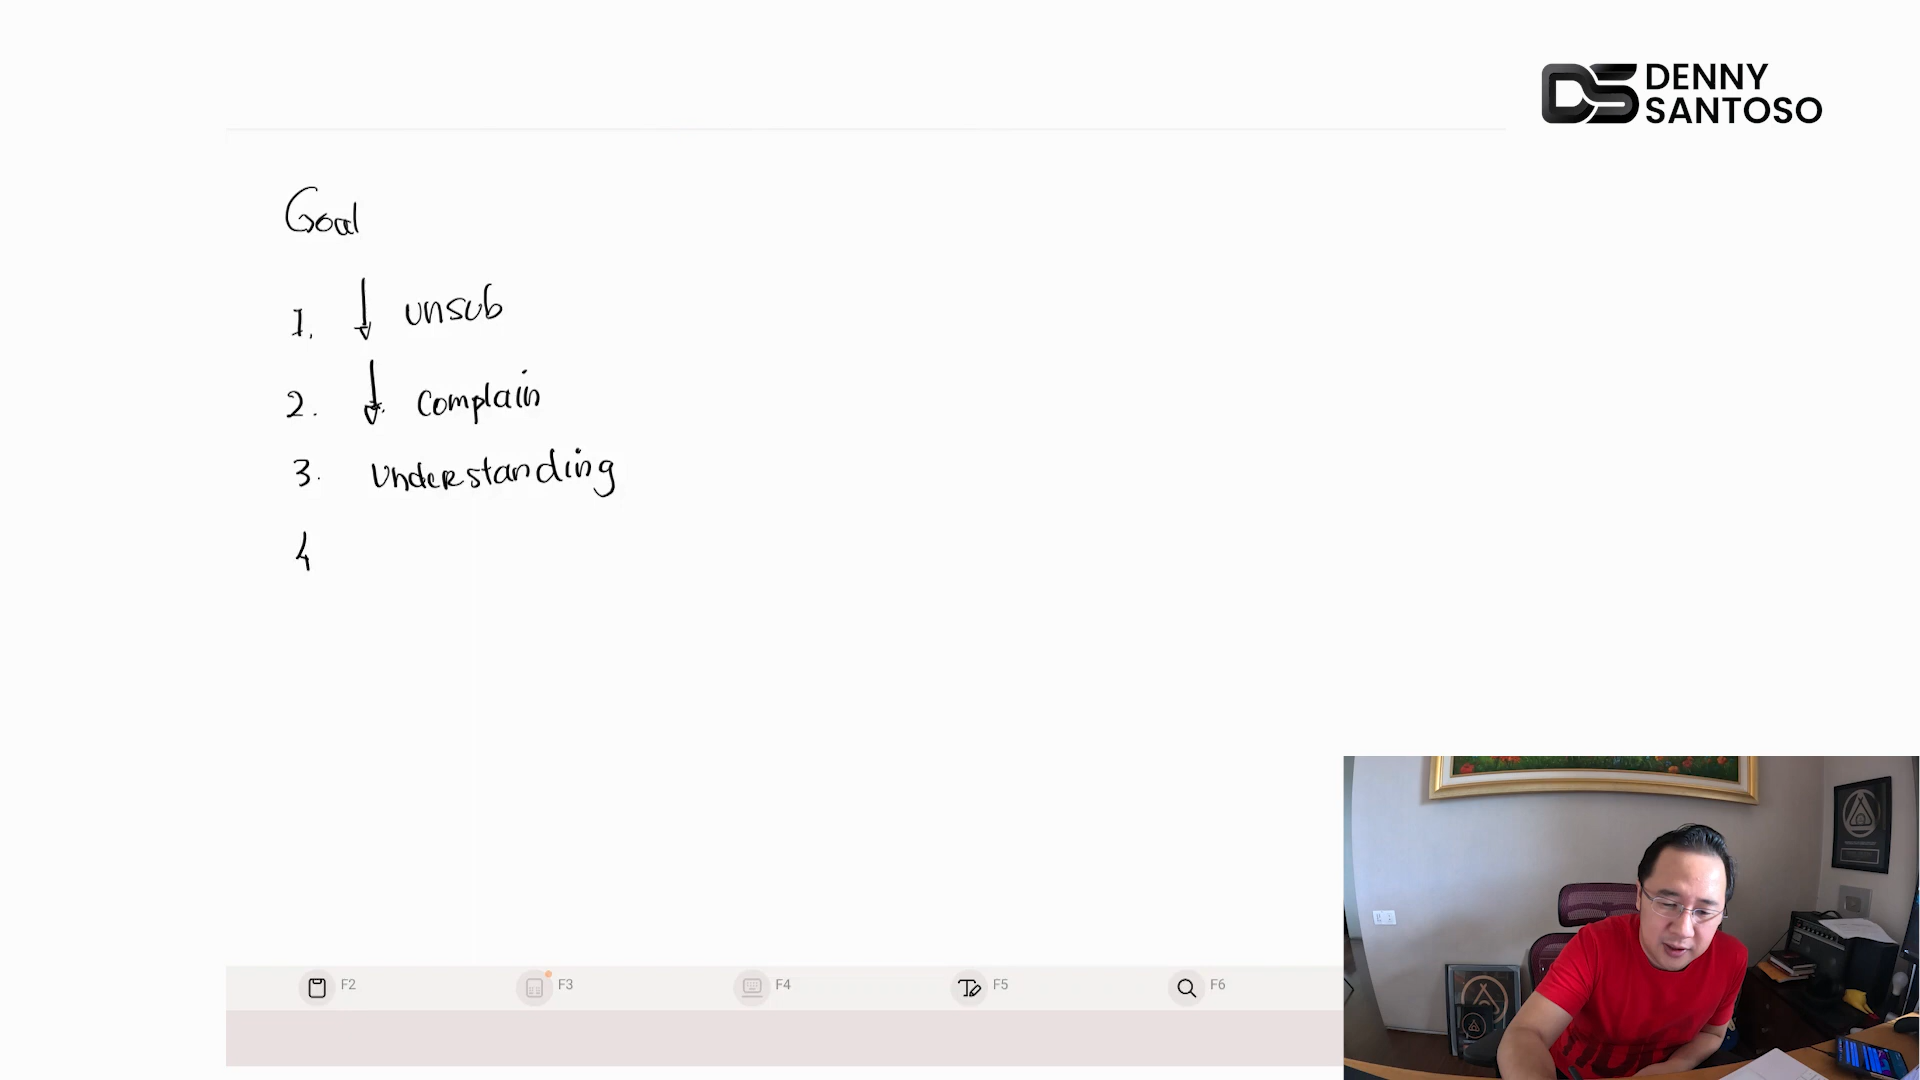 DENNY
SANTOSO
Goal
1. ↓ unsub
2. ↓ complain
3. Understanding
4
F2 F3 F4 F5 F6